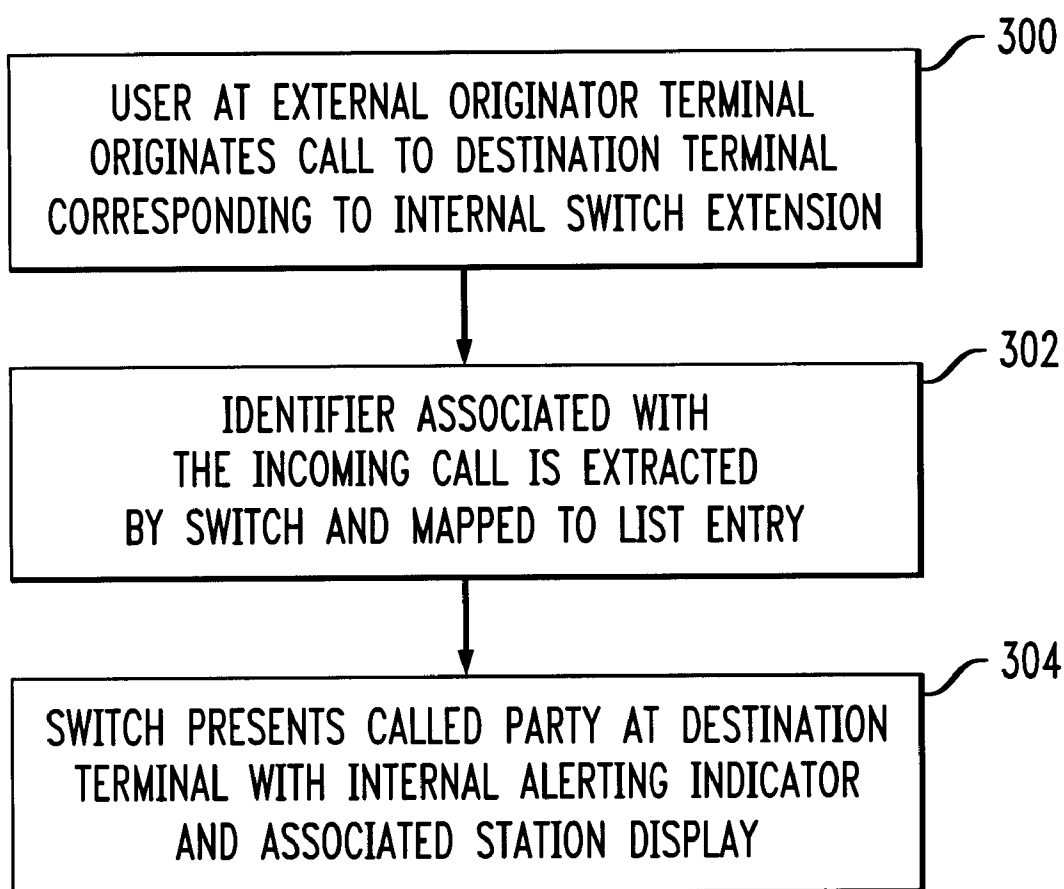 300
USER AT EXTERNAL ORIGINATOR TERMINAL
ORIGINATES CALL TO DESTINATION TERMINAL
CORRESPONDING TO INTERNAL SWITCH EXTENSION
302
IDENTIFIER ASSOCIATED WITH
THE INCOMING CALL IS EXTRACTED
BY SWITCH AND MAPPED TO LIST ENTRY
304
SWITCH PRESENTS CALLED PARTY AT DESTINATION
TERMINAL WITH INTERNAL ALERTING INDICATOR
AND ASSOCIATED STATION DISPLAY